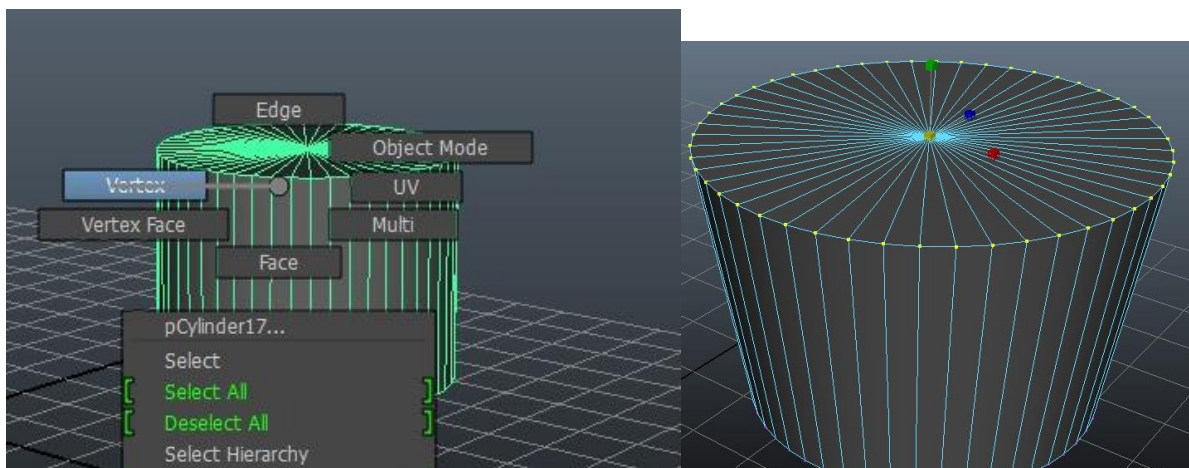 Edge
Object Mode
Vertex
UV
Vertex Face
Multi
Face
pCylinder17...
Select
[ Select All ]
[ Deselect All ]
Select Hierarchy